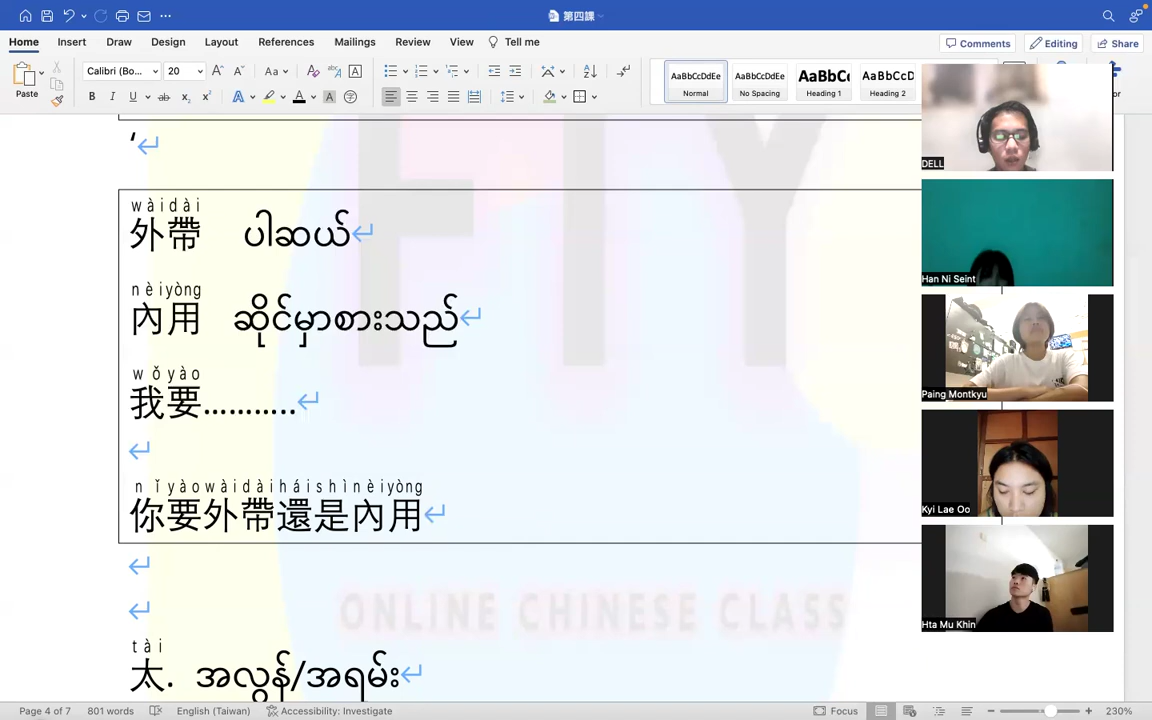 第四課
Home Insert Draw Design Layout References Mailings Review View Tell me
Comments Editing Share
Paste
Calibri (Bo... 20
AaBbCcDdEe AaBbCcDdEe AaBbCc AaBbCcD
Normal No Spacing Heading 1 Heading 2
FIY
‘
wàidài
外帶 ပါဆယ်
nèiyòng
內用 ဆိုင်မှာစားသည်
wǒyào
我要...........
nǐyàowàidàiháishìnèiyòng
你要外帶還是內用
ONLINE CHINESE CLASS
tài
太. အလွန်/အရမ်း
DELL
Han Ni Seint
Paing Montkyu
Kyi Lae Oo
Hta Mu Khin
Page 4 of 7 801 words English (Taiwan) Accessibility: Investigate Focus 230%